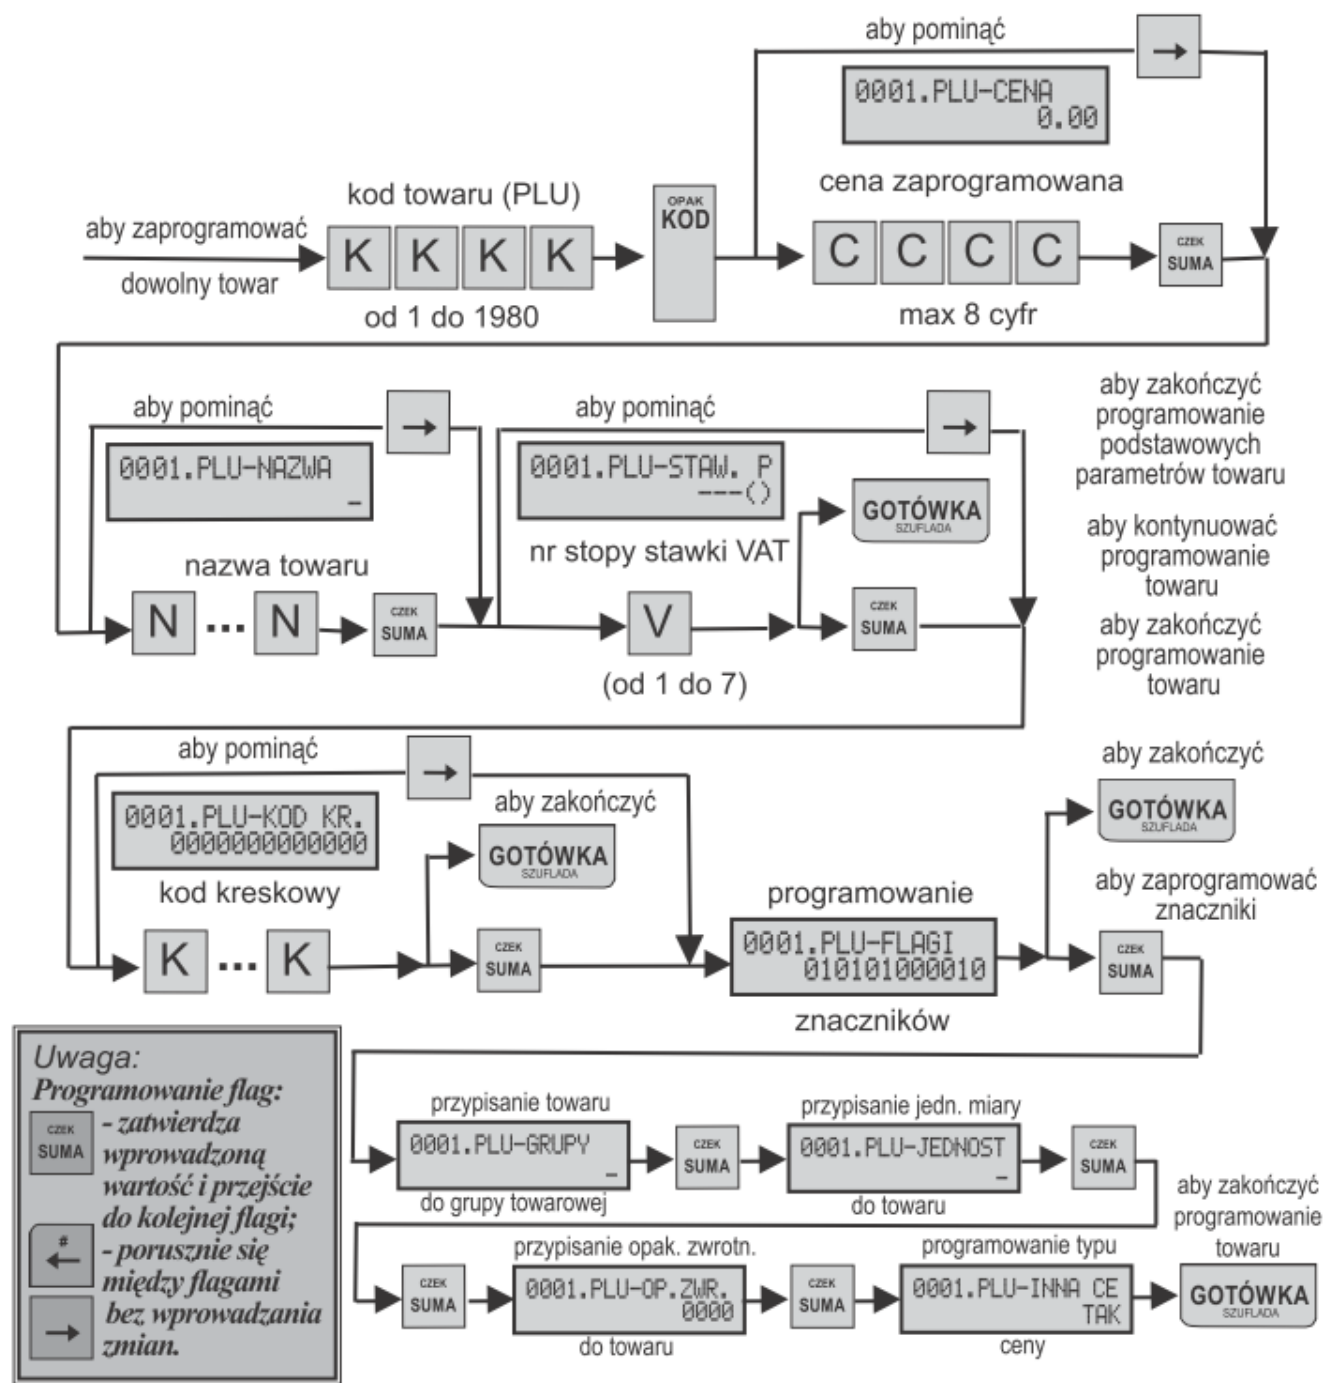 aby pominąć
→
0001.PLU-CENA
0.00
kod towaru (PLU)
OPAK
KOD
cena zaprogramowana
aby zaprogramować
dowolny towar
K K K K
C C C C
CZEK
SUMA
od 1 do 1980
max 8 cyfr
aby pominąć
→
aby pominąć
→
aby zakończyć
programowanie
podstawowych
parametrów towaru
0001.PLU-NAZWA
_
0001.PLU-STAW. P
---()
GOTÓWKA
SZUFLADA
aby kontynuować
programowanie
towaru
nazwa towaru
nr stopy stawki VAT
N ... N
CZEK
SUMA
V
CZEK
SUMA
aby zakończyć
programowanie
towaru
(od 1 do 7)
aby pominąć
→
aby zakończyć
0001.PLU-KOD KR.
0000000000000
aby zakończyć
GOTÓWKA
SZUFLADA
GOTÓWKA
SZUFLADA
kod kreskowy
programowanie
aby zaprogramować
znaczniki
K ... K
CZEK
SUMA
0001.PLU-FLAGI
010101000010
CZEK
SUMA
znaczników
Uwaga:
Programowanie flag:
CZEK
SUMA
- zatwierdza
wprowadzoną
wartość i przejście
do kolejnej flagi;
#
←
- porusznie się
między flagami
→
bez wprowadzania
zmian.
przypisanie towaru
przypisanie jedn. miary
0001.PLU-GRUPY
_
CZEK
SUMA
0001.PLU-JEDNOST
_
CZEK
SUMA
do grupy towarowej
do towaru
aby zakończyć
programowanie
towaru
przypisanie opak. zwrotn.
programowanie typu
CZEK
SUMA
0001.PLU-OP.ZWR.
0000
CZEK
SUMA
0001.PLU-INNA CE
TAK
GOTÓWKA
SZUFLADA
do towaru
ceny